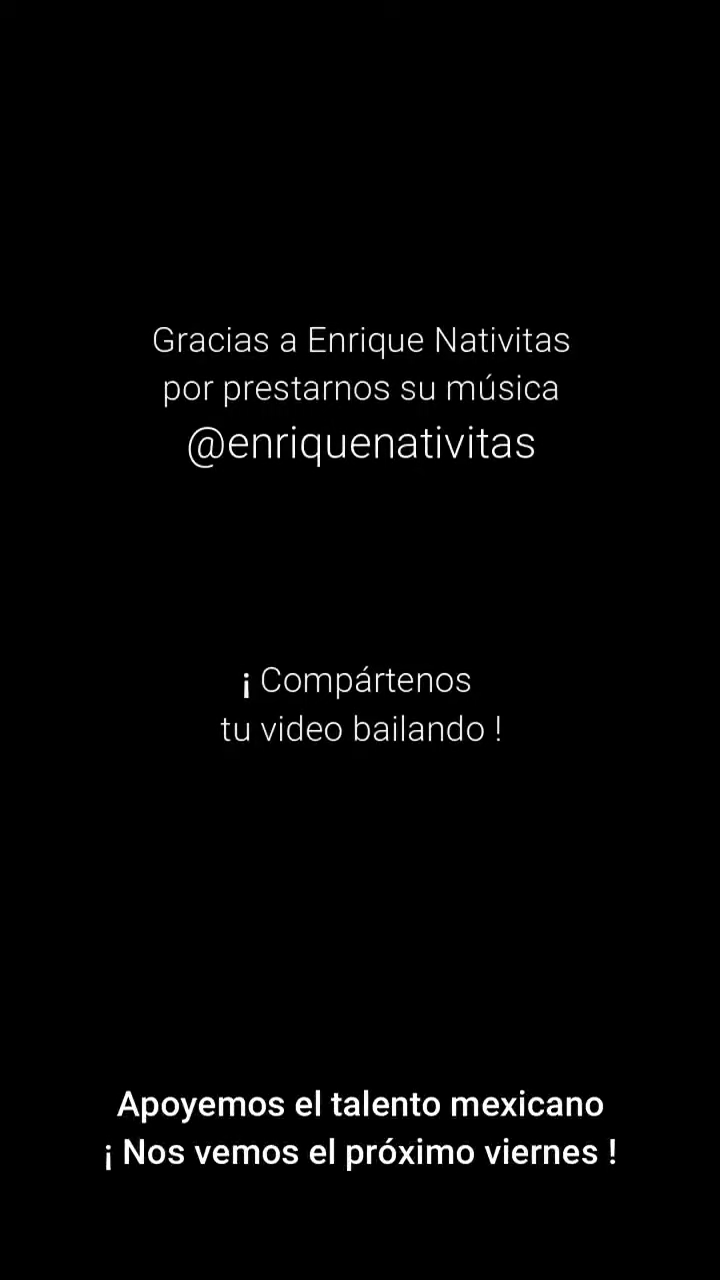 Gracias a Enrique Nativitas
por prestarnos su música
@enriquenativitas
¡ Compártenos
tu video bailando !
Apoyemos el talento mexicano
¡ Nos vemos el próximo viernes !